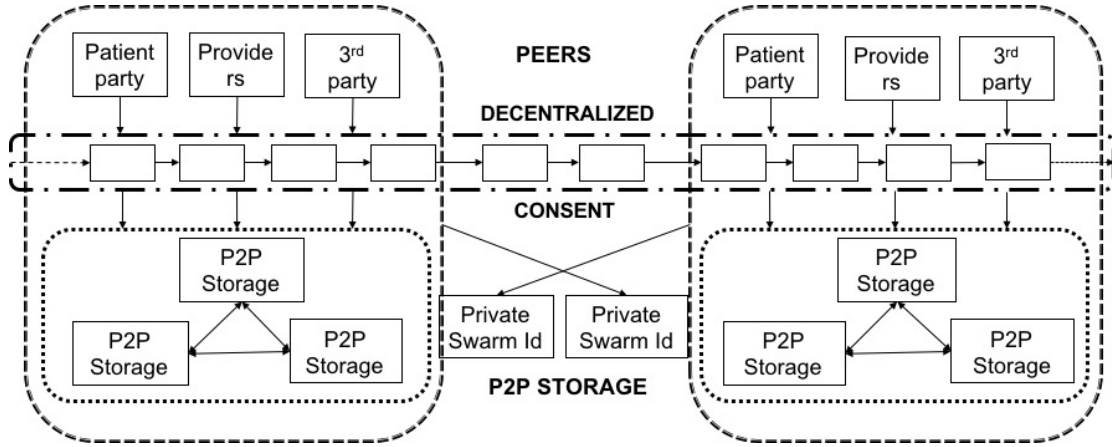 Patient
party
Provide
rs
3rd
party
PEERS
Patient
party
Provide
rs
3rd
party
DECENTRALIZED
CONSENT
P2P
Storage
P2P
Storage
P2P
Storage
Private
Swarm Id
Private
Swarm Id
P2P STORAGE
P2P
Storage
P2P
Storage
P2P
Storage